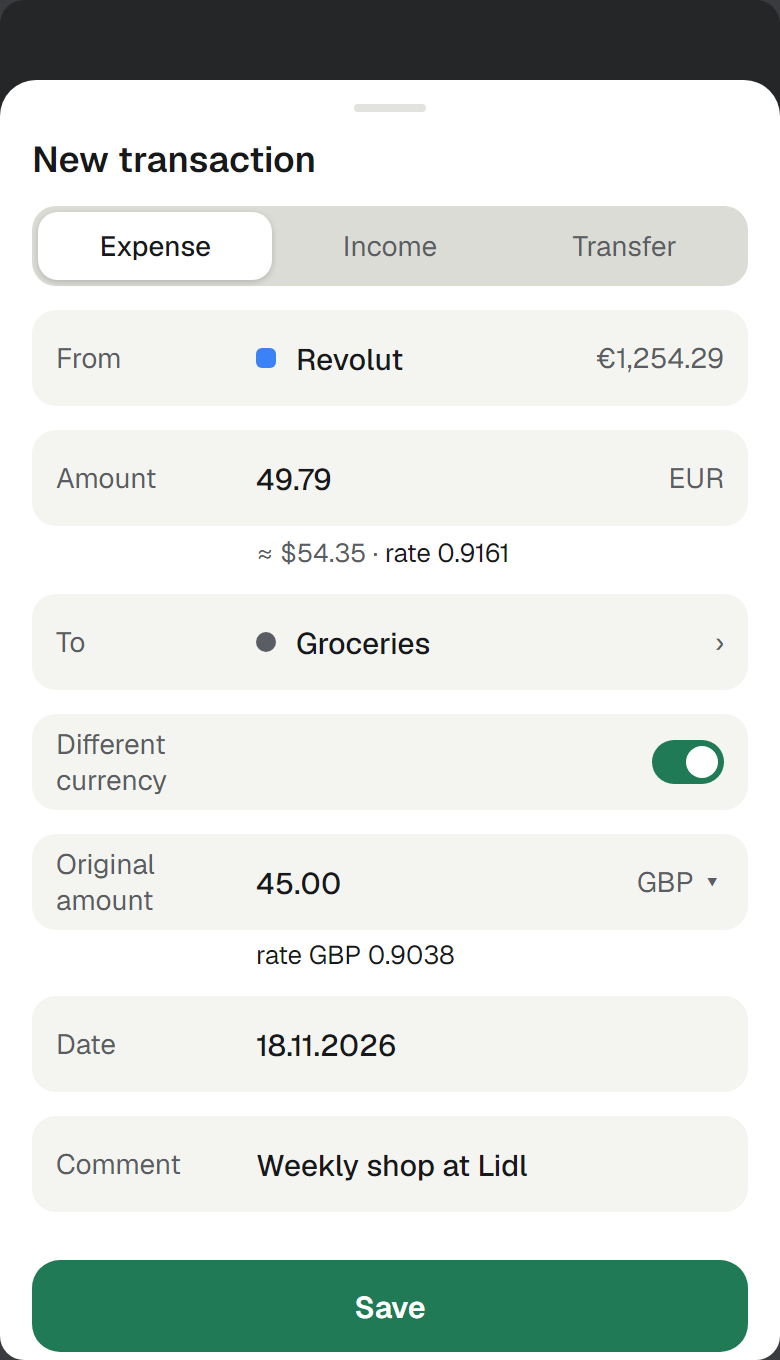 New transaction
Expense Income Transfer
From Revolut €1,254.29
Amount 49.79 EUR
≈ $54.35 · rate 0.9161
To Groceries ›
Different
currency
Original
amount 45.00 GBP ▼
rate GBP 0.9038
Date 18.11.2026
Comment Weekly shop at Lidl
Save